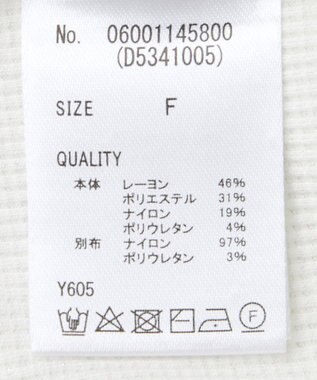 No. 06001145800
(D5341005)
SIZE F
QUALITY
本体 レーヨン 46%
ポリエステル 31%
ナイロン 19%
ポリウレタン 4%
別布 ナイロン 97%
ポリウレタン 3%
Y605
F